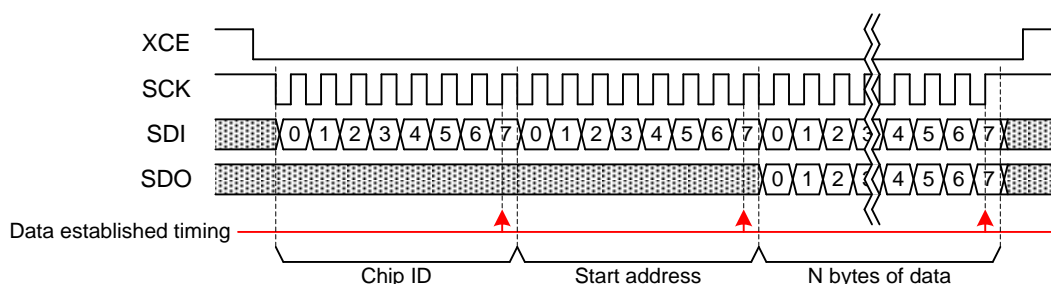 XCE
SCK
SDI 0 1 2 3 4 5 6 7 0 1 2 3 4 5 6 7 0 1 2 3 4 5 6 7
SDO 0 1 2 4 5 6 7
Data established timing
Chip ID Start address N bytes of data